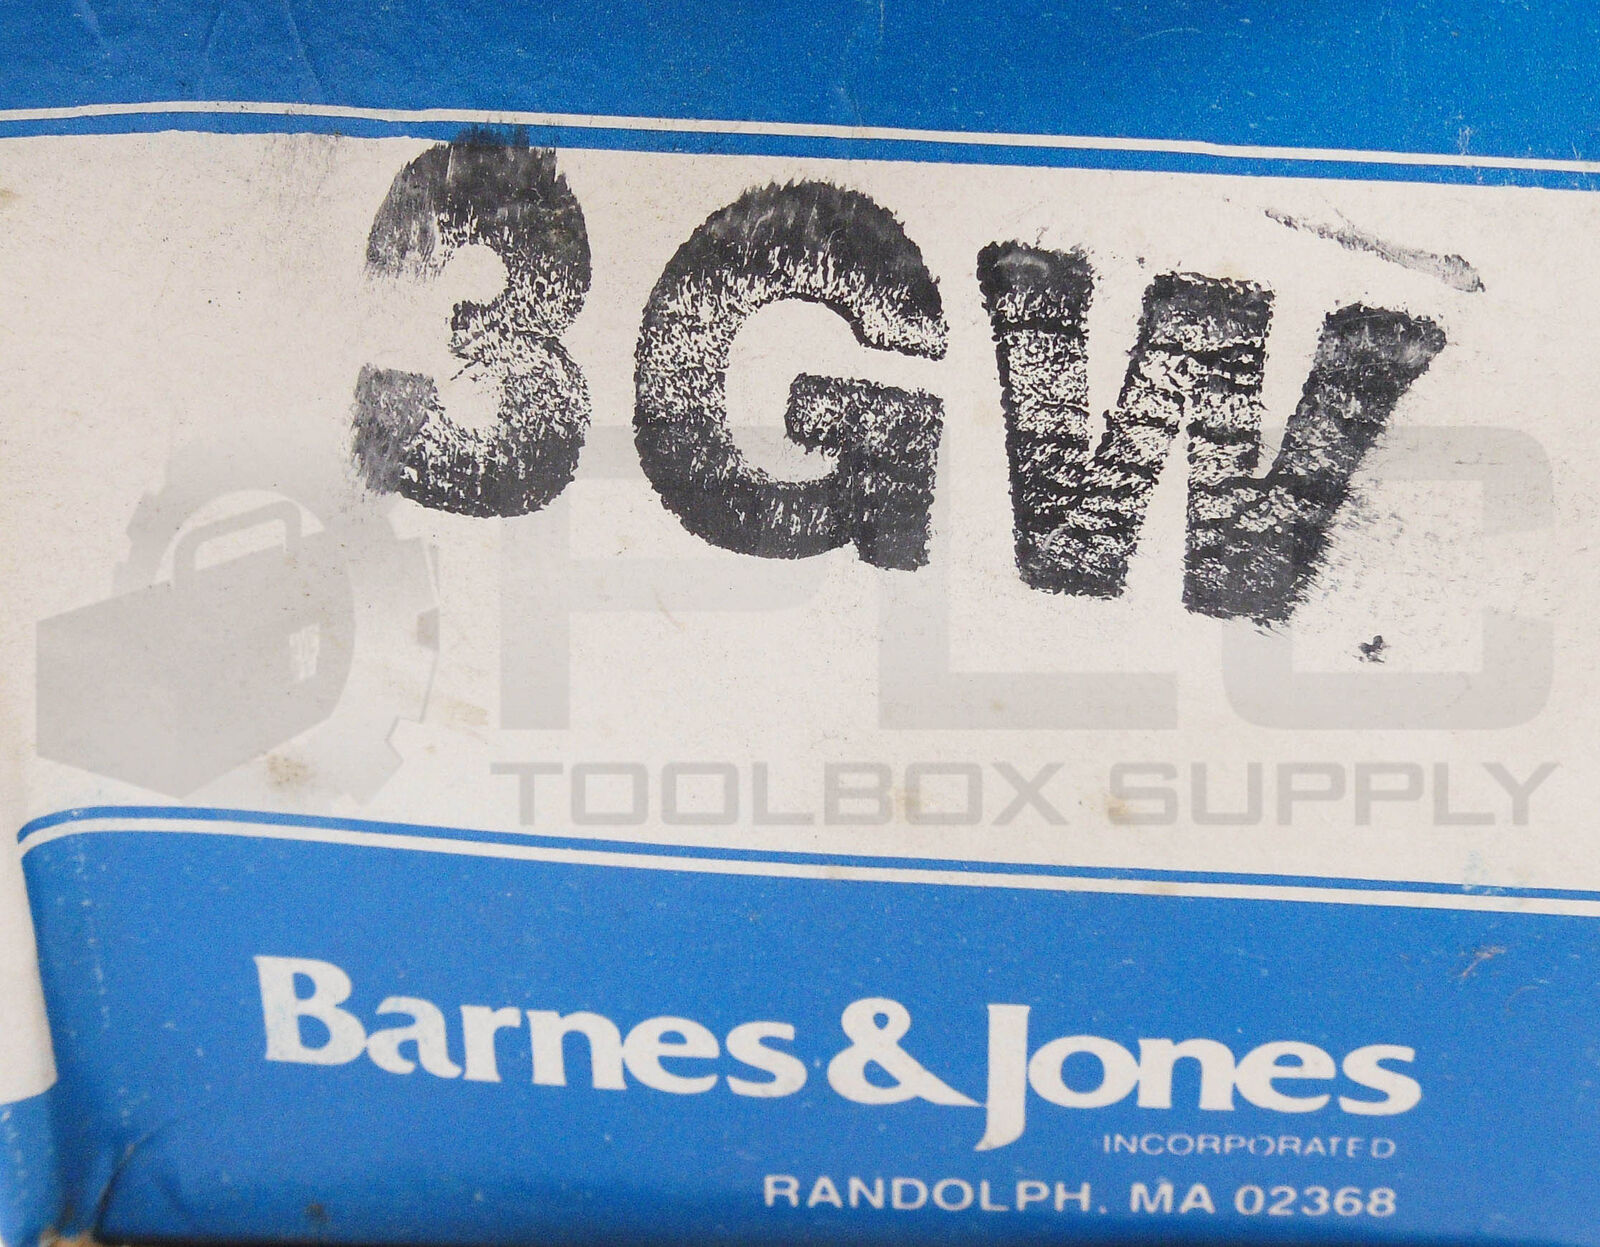 3GW
PLC
TOOLBOX SUPPLY
Barnes & Jones
INCORPORATED
RANDOLPH, MA 02368